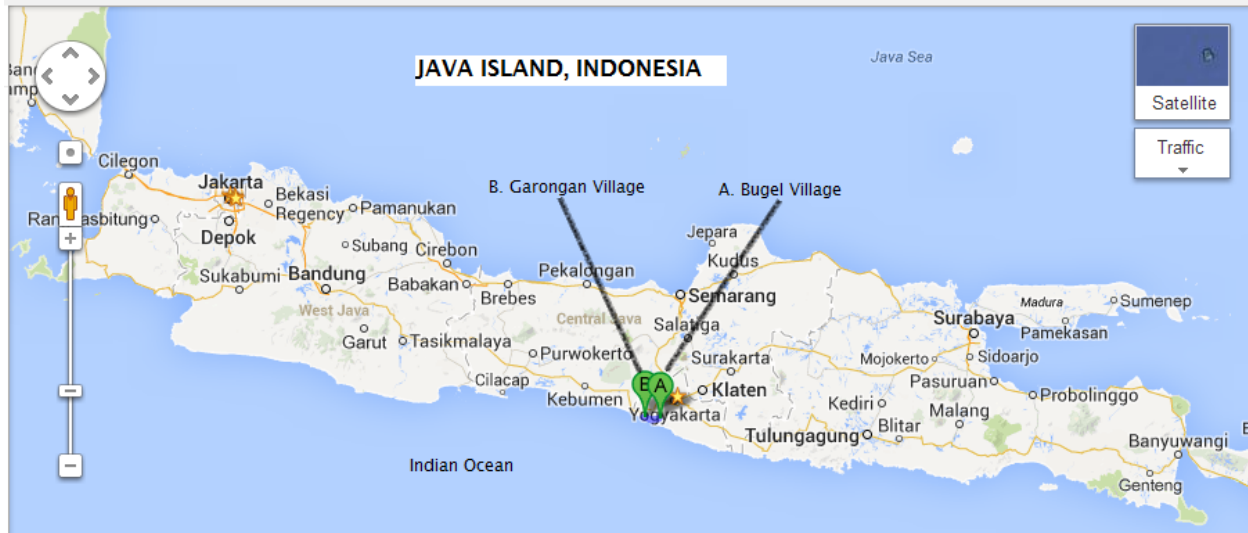 JAVA ISLAND, INDONESIA
Java Sea
Satellite
Traffic
Cilegon
Jakarta
Bekasi
Regency
Pamanukan
B. Garongan Village
A. Bugel Village
Depok
Subang
Cirebon
Jepara
Kudus
Sukabumi
Bandung
Babakan
Brebes
Pekalongan
Semarang
Madura
Sumenep
West Java
Central Java
Salatiga
Surabaya
Pamekasan
Garut
Tasikmalaya
Purwokerto
Surakarta
Mojokerto
Sidoarjo
Cilacap
Kebumen
B
A
Klaten
Pasuruan
Probolinggo
Yogyakarta
Kediri
Malang
Tulungagung
Blitar
Banyuwangi
Indian Ocean
Genteng